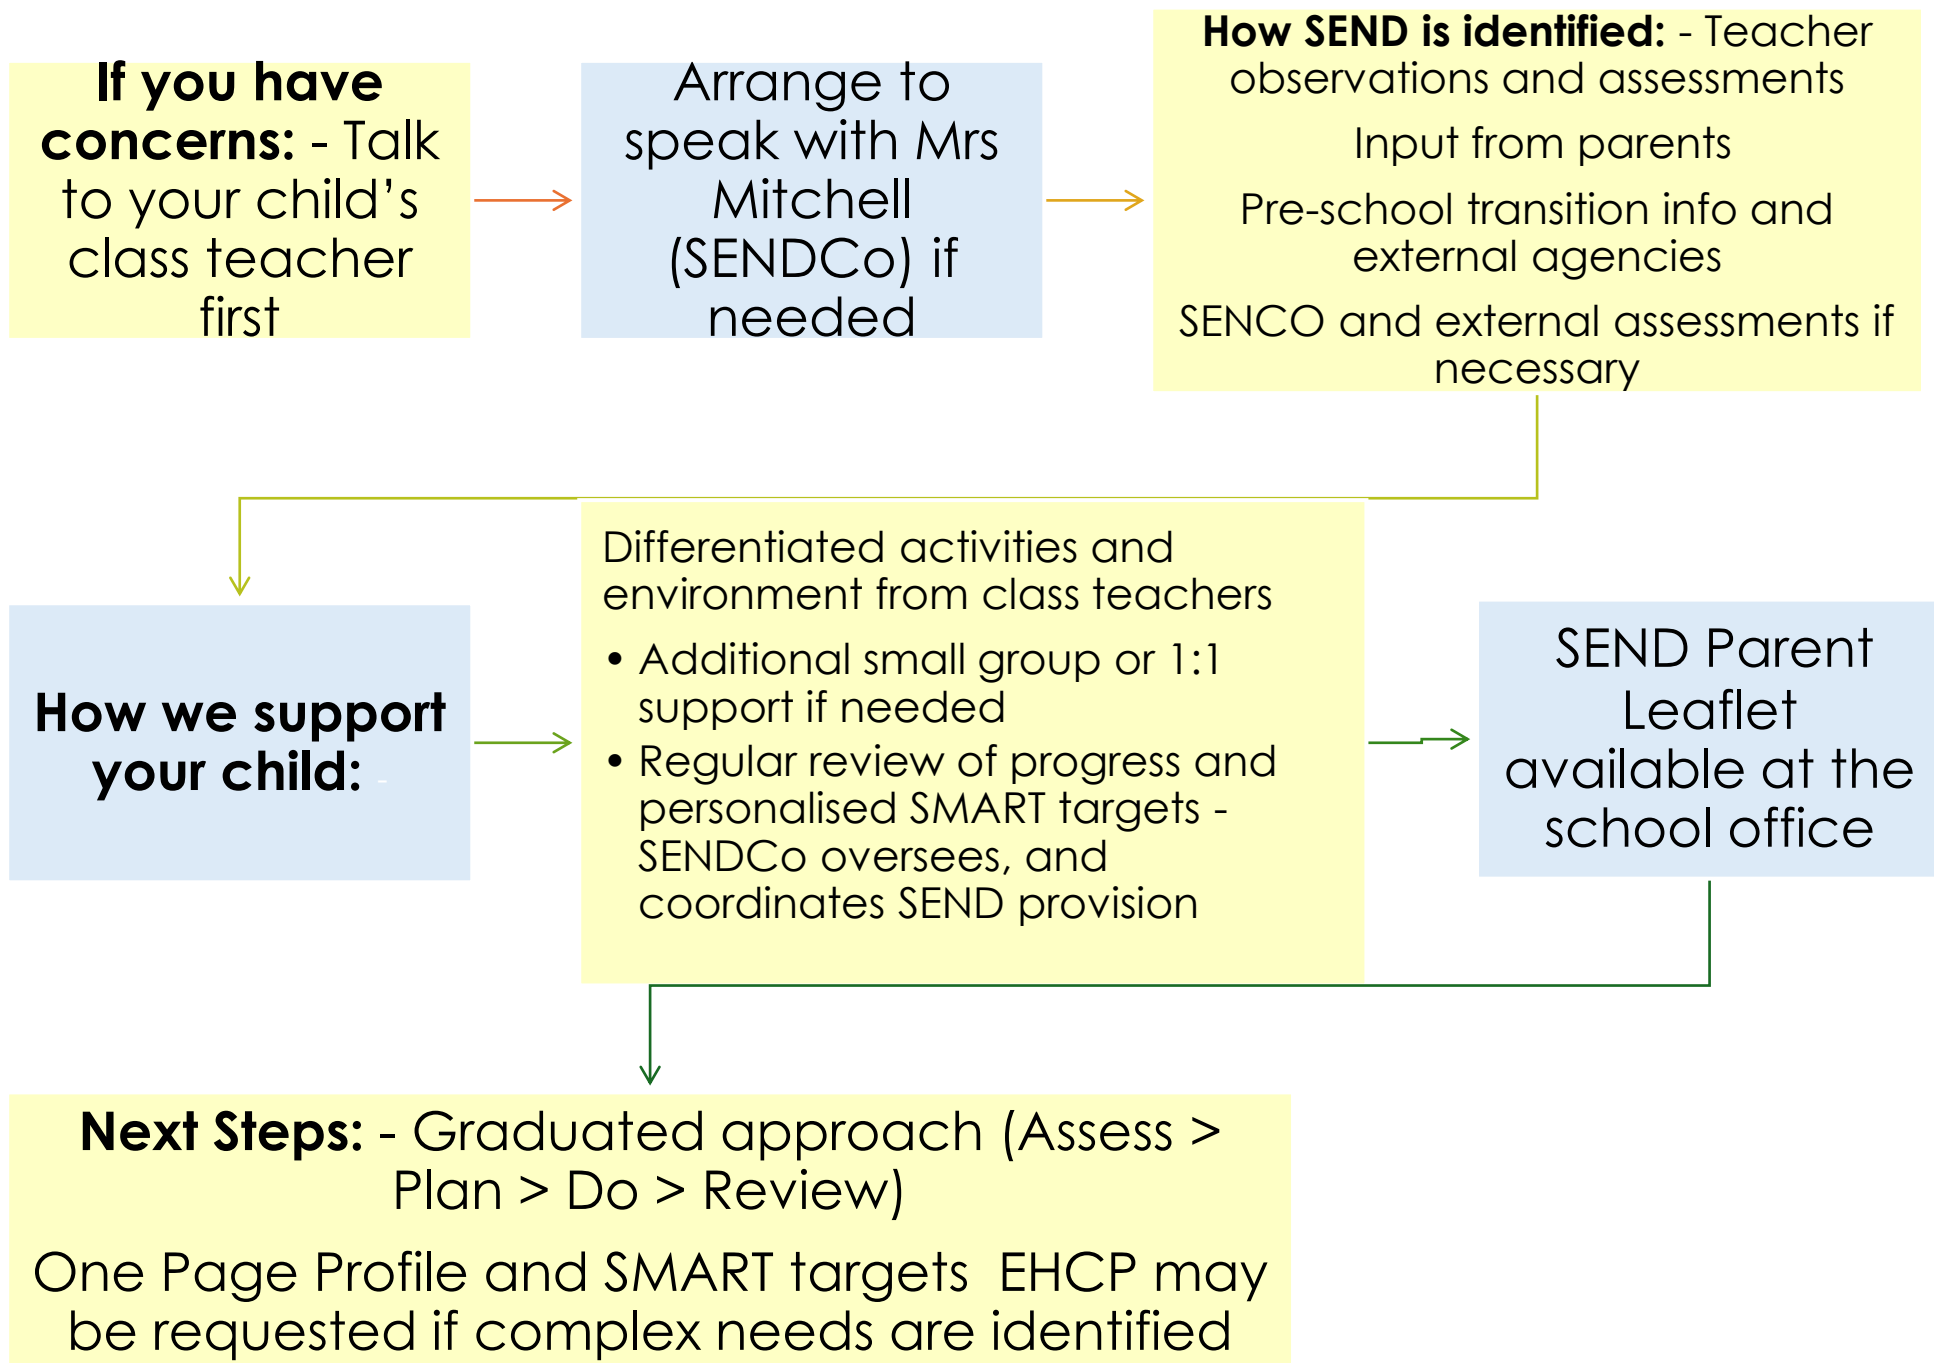 If you have
concerns: - Talk
to your child’s
class teacher
first
Arrange to
speak with Mrs
Mitchell
(SENDCo) if
needed
How SEND is identified: - Teacher
observations and assessments
Input from parents
Pre-school transition info and
external agencies
SENCO and external assessments if
necessary
How we support
your child: -
Differentiated activities and
environment from class teachers
• Additional small group or 1:1
support if needed
• Regular review of progress and
personalised SMART targets -
SENDCo oversees, and
coordinates SEND provision
SEND Parent
Leaflet
available at the
school office
Next Steps: - Graduated approach (Assess >
Plan > Do > Review)
One Page Profile and SMART targets  EHCP may
be requested if complex needs are identified